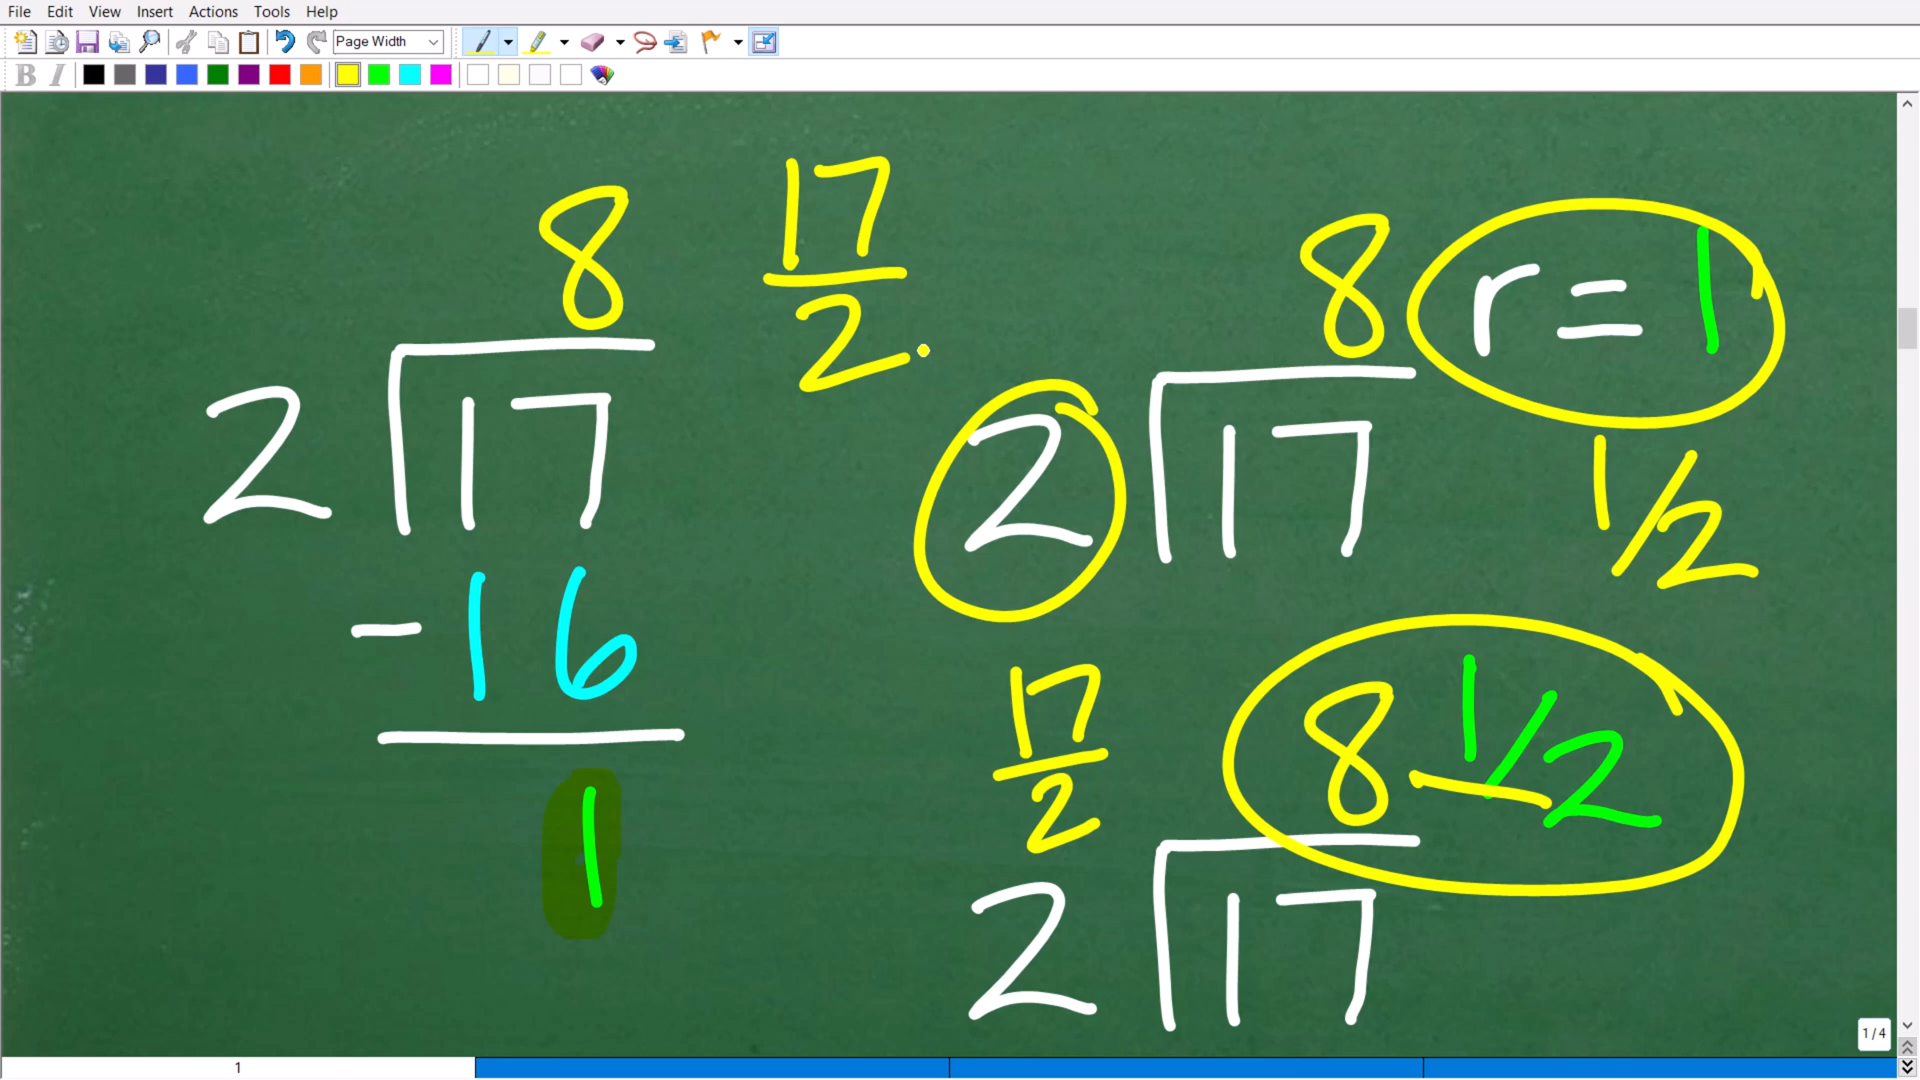 File Edit View Insert Actions Tools Help
Page Width
B I
8
2 17
- 16
1
17
2
8 r = 1
2 17
1/2
17
2
8 1/2
2 17
1 / 4
1